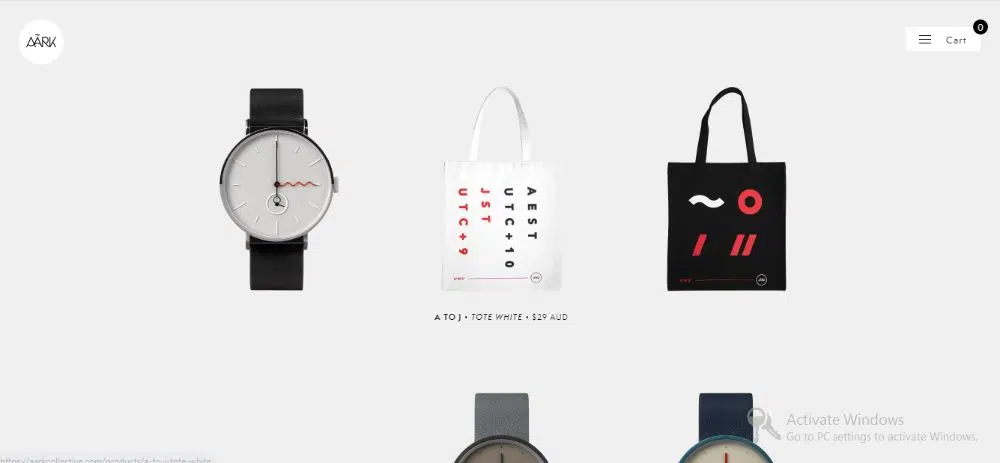 AÃRK
0
Cart
AEST
UTC+10
JST
UTC+9
A TO J • TOTE WHITE • $29 AUD
Activate Windows
Go to PC settings to activate Windows.
https://aarkcollective.com/products/a-to-j-tote-white